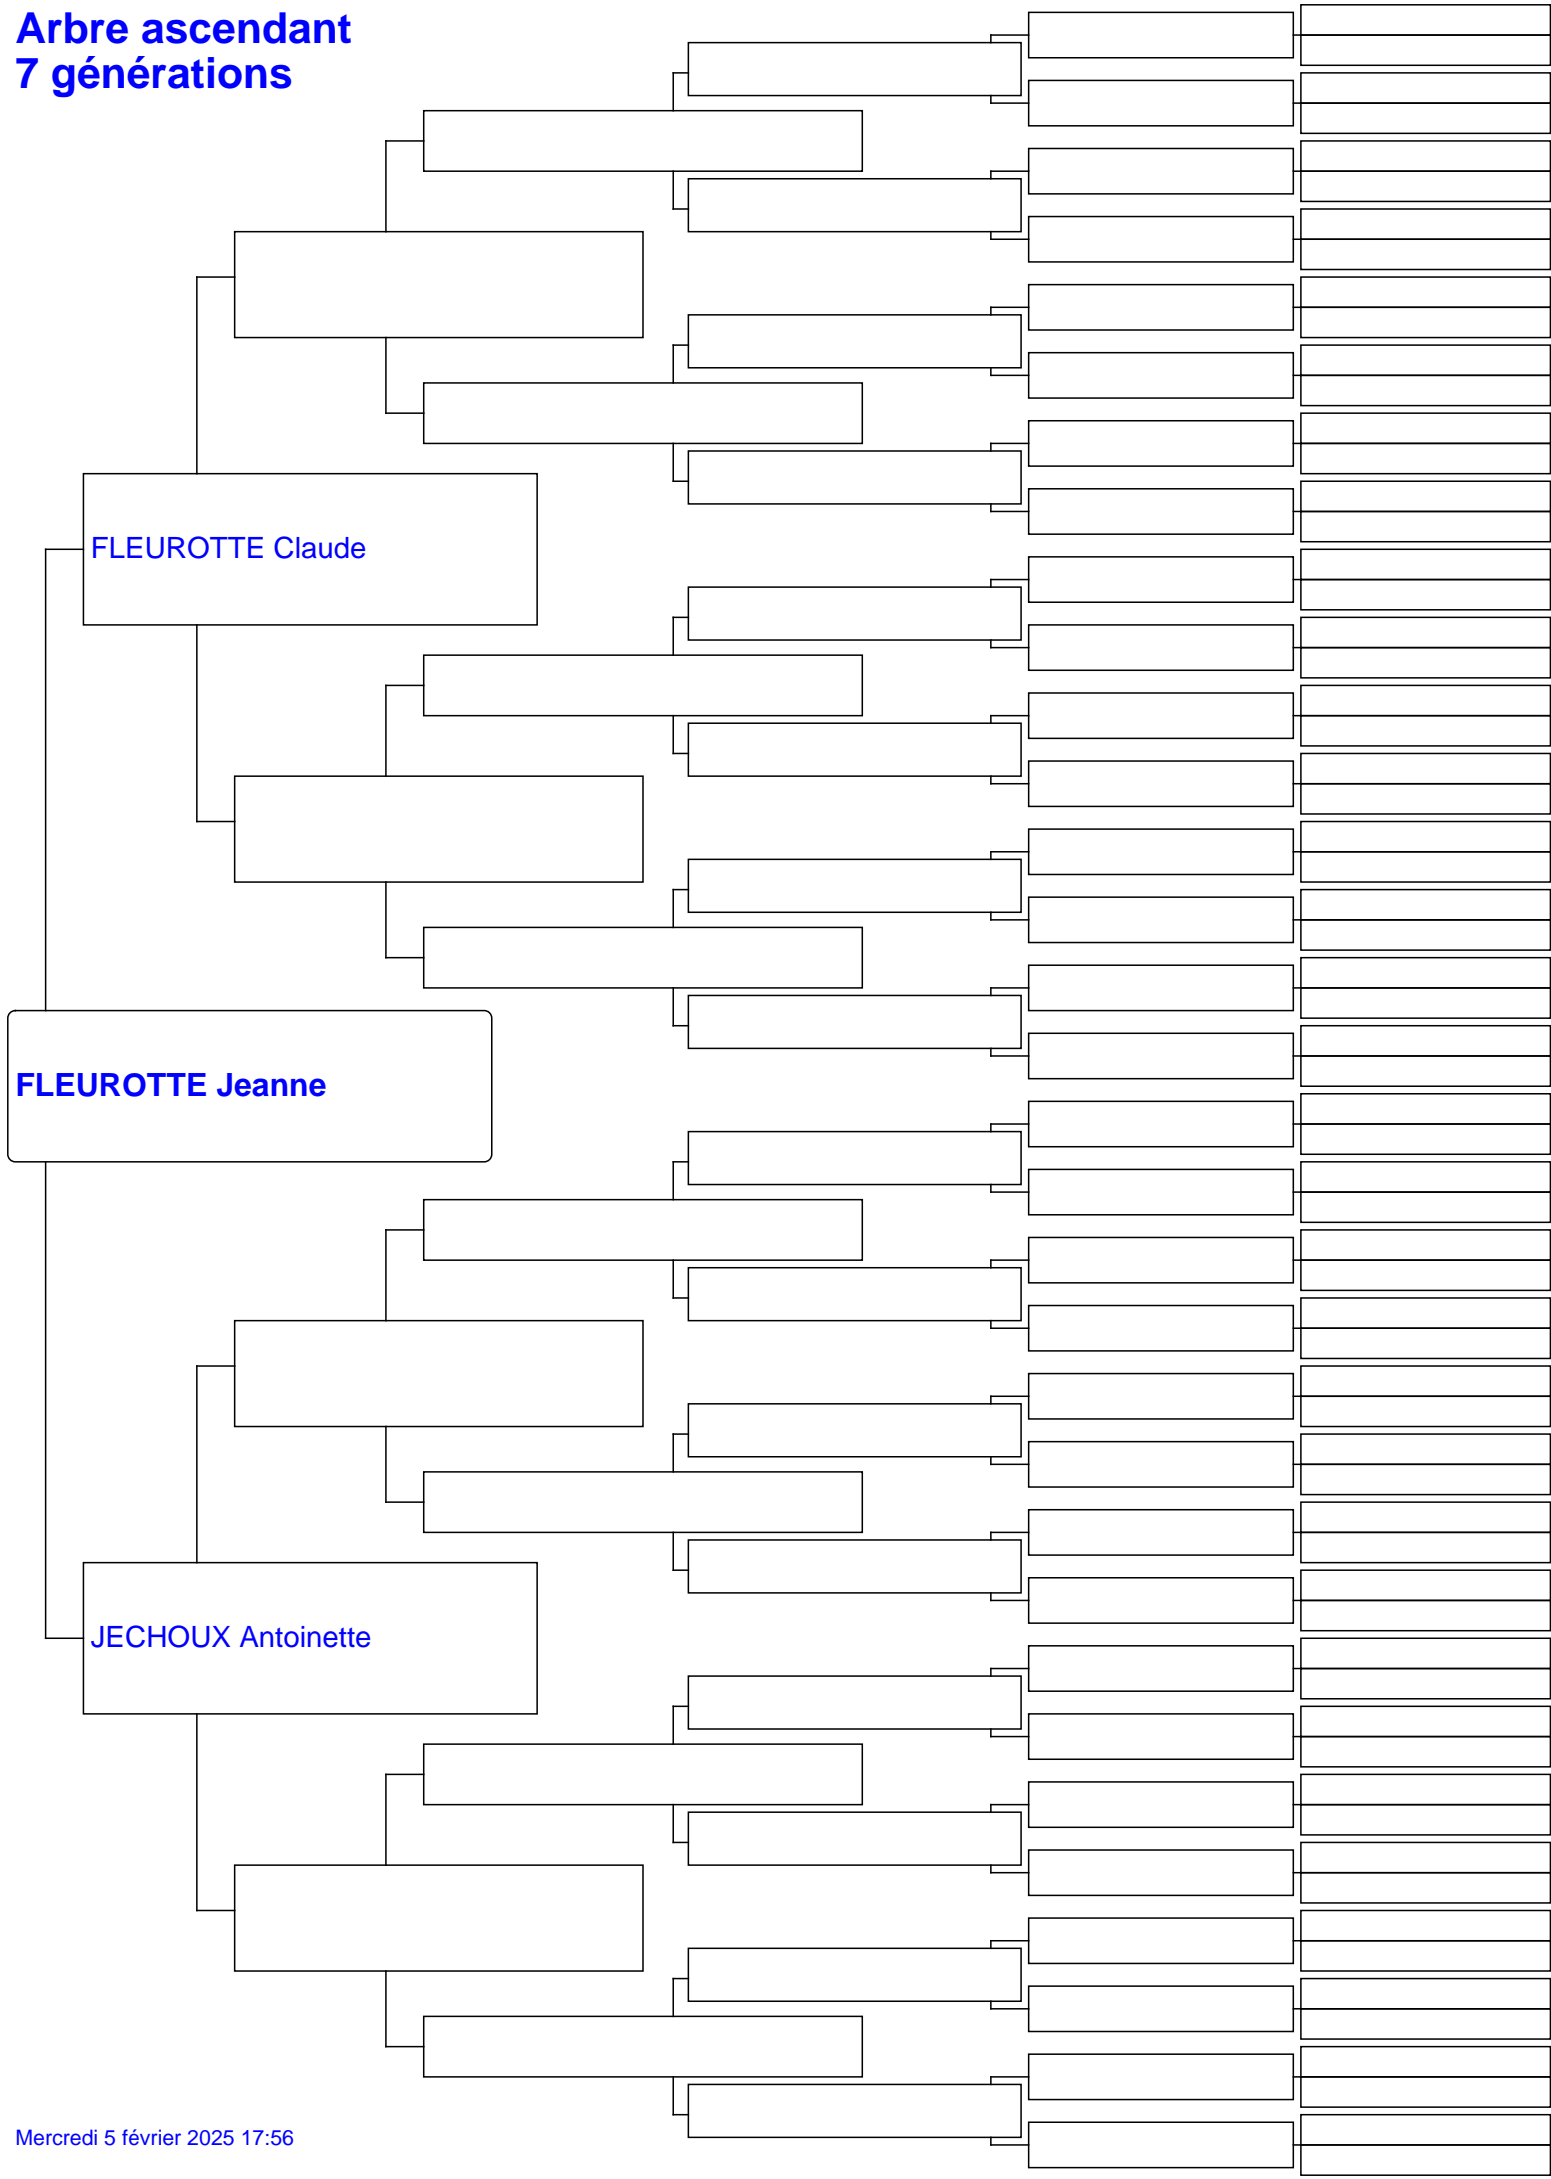 Arbre ascendant
7 générations
FLEUROTTE Claude
FLEUROTTE Jeanne
JECHOUX Antoinette
Mercredi 5 février 2025 17:56